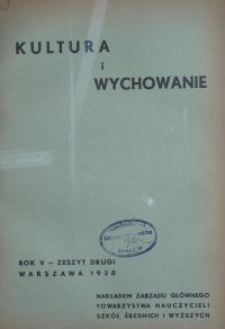 KULTURA
i
WYCHOWANIE
ROK V – ZESZYT DRUGI
WARSZAWA 1938
NAKŁADEM ZARZĄDU GŁÓWNEGO
TOWARZYSTWA NAUCZYCIELI
SZKÓŁ ŚREDNICH I WYŻSZYCH